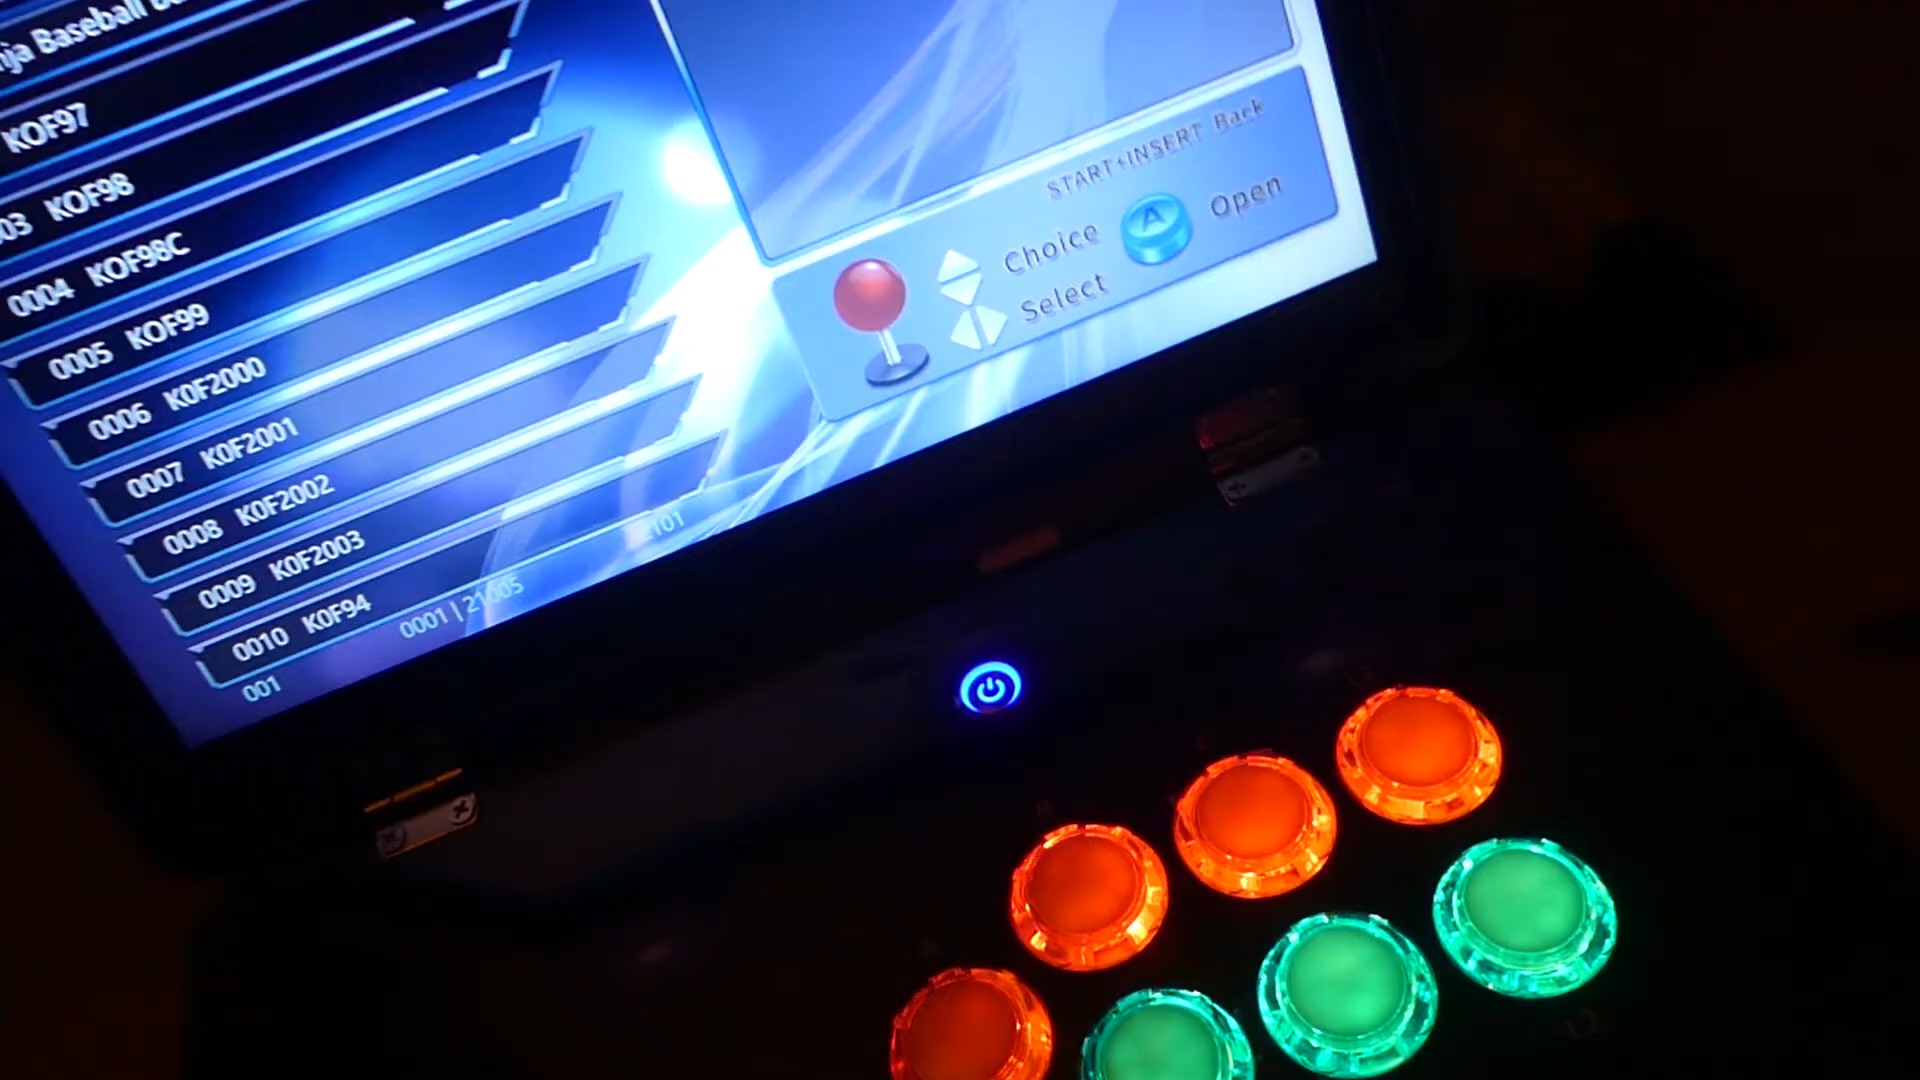 Baseball
KOF97
03 KOF98
0004 KOF98C
0005 KOF99
0006 KOF2000
0007 KOF2001
0008 KOF2002
0009 KOF2003
0010 KOF94
001
0001 | 21005
2101
START+INSERT Back
Choice
A
Open
Select